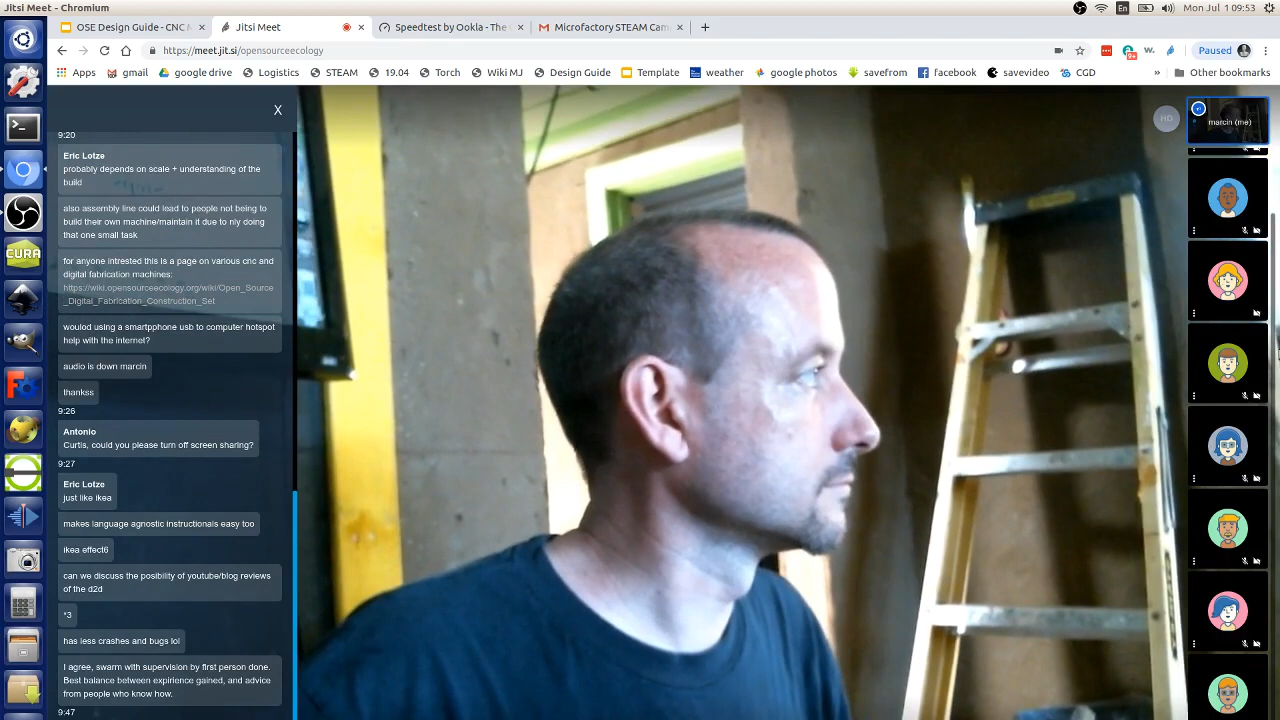 Jitsi Meet - Chromium
En
Mon Jul 1 09:53
OSE Design Guide - CNC
Jitsi Meet
Speedtest by Ookla - The
Microfactory STEAM Cam
https://meet.jit.si/opensourceecology
9+
W.
Paused
Apps
gmail
google drive
Logistics
STEAM
19.04
Torch
Wiki MJ
Design Guide
Template
weather
google photos
savefrom
facebook
savevideo
CGD
»
Other bookmarks
X
9:20
Eric Lotze
probably depends on scale + understanding of the
build
also assembly line could lead to people not being to
build their own machine/maintain it due to nly doing
that one small task
for anyone intrested this is a page on various cnc and
digital fabrication machines:
https://wiki.opensourceecology.org/wiki/Open_Source
_Digital_Fabrication_Construction_Set
woulod using a smartpphone usb to computer hotspot
help with the internet?
audio is down marcin
thankss
9:26
Antonio
Curtis, could you please turn off screen sharing?
9:27
Eric Lotze
just like ikea
makes language agnostic instructionals easy too
ikea effect6
can we discuss the posibility of youtube/blog reviews
of the d2d
*3
has less crashes and bugs lol
I agree, swarm with supervision by first person done.
Best balance between expirience gained, and advice
from people who know how.
9:47
CURA
HD
marcin (me)